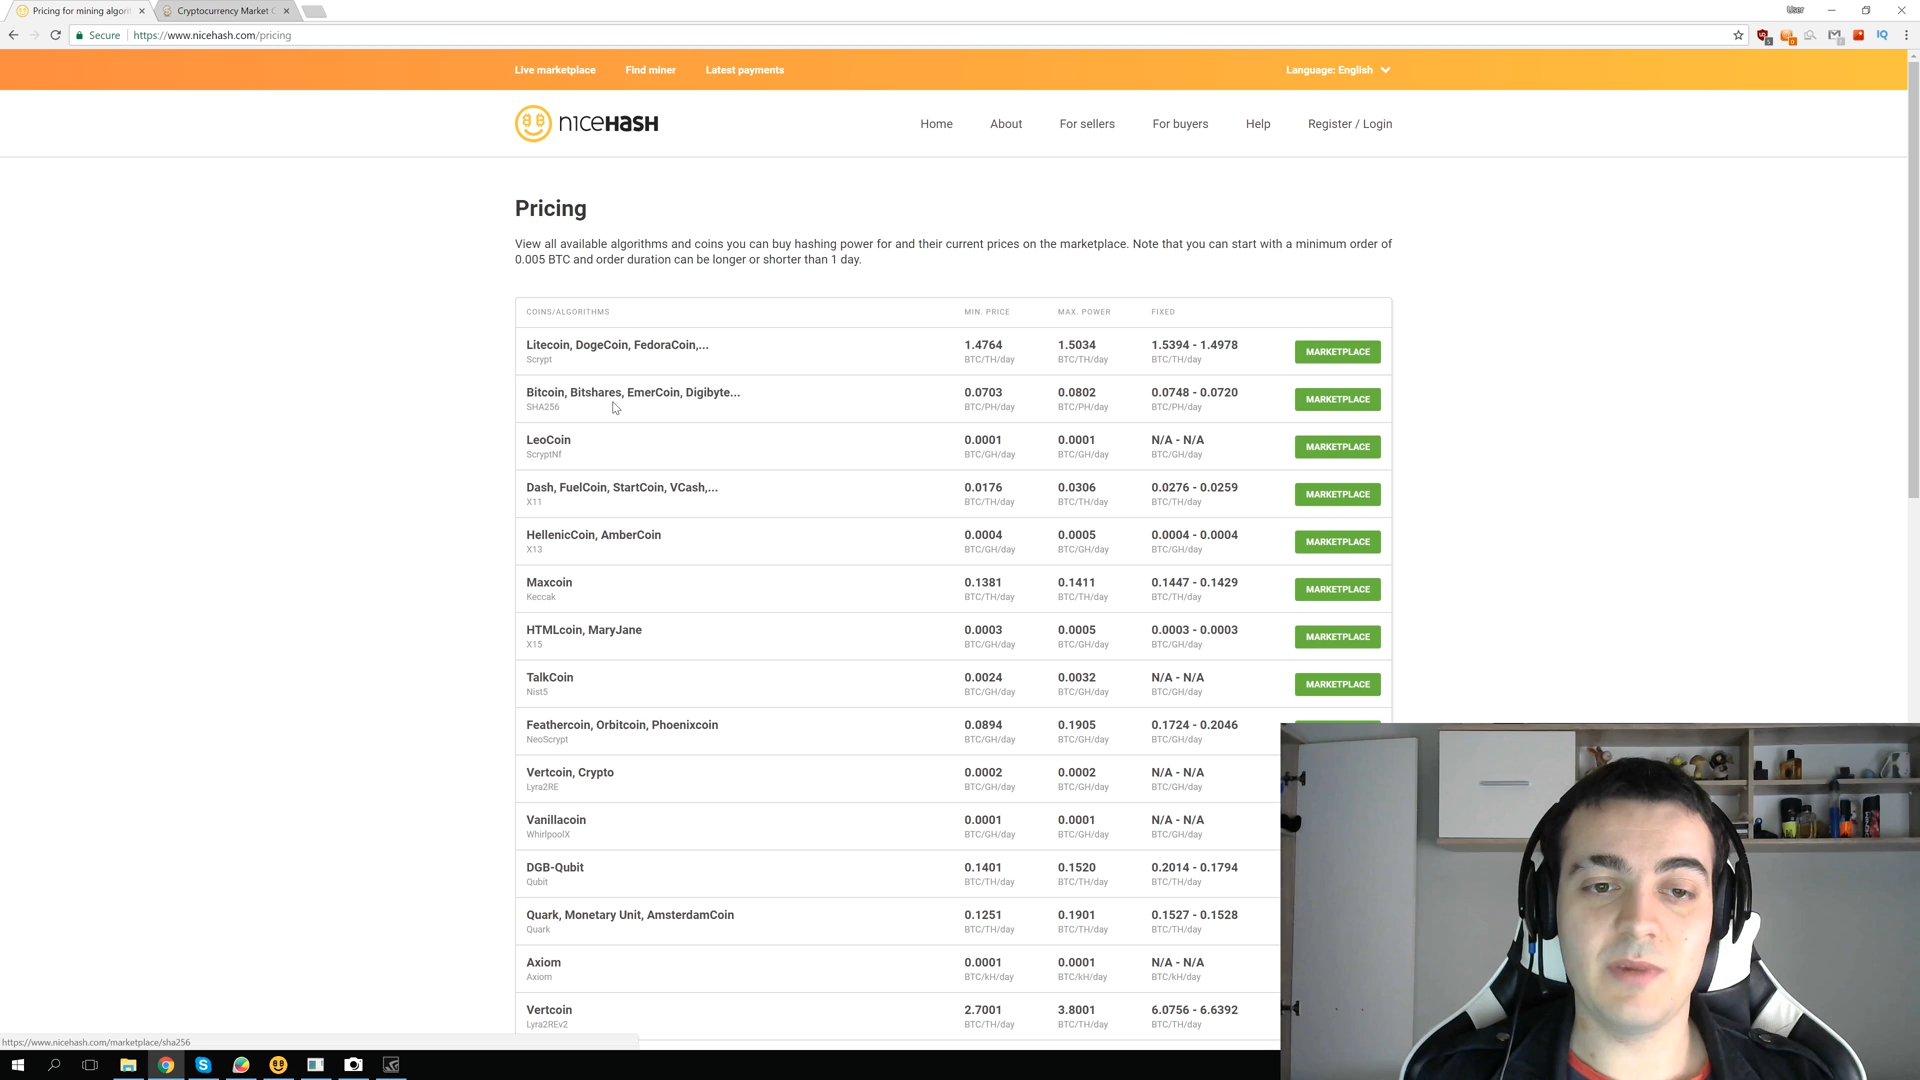 Pricing for mining algorit
Cryptocurrency Market C
User
Secure
https://www.nicehash.com/pricing
IQ
Live marketplace
Find miner
Latest payments
Language: English
NICEHASH
Home
About
For sellers
For buyers
Help
Register / Login
Pricing
View all available algorithms and coins you can buy hashing power for and their current prices on the marketplace. Note that you can start with a minimum order of
0.005 BTC and order duration can be longer or shorter than 1 day.
COINS/ALGORITHMS MIN. PRICE MAX. POWER FIXED
Litecoin, DogeCoin, FedoraCoin,... 1.4764 1.5034 1.5394 - 1.4978 MARKETPLACE
Scrypt BTC/TH/day BTC/TH/day BTC/TH/day
Bitcoin, Bitshares, EmerCoin, Digibyte... 0.0703 0.0802 0.0748 - 0.0720 MARKETPLACE
SHA256 BTC/PH/day BTC/PH/day BTC/PH/day
LeoCoin 0.0001 0.0001 N/A - N/A MARKETPLACE
ScryptNf BTC/GH/day BTC/GH/day BTC/GH/day
Dash, FuelCoin, StartCoin, VCash,... 0.0176 0.0306 0.0276 - 0.0259 MARKETPLACE
X11 BTC/TH/day BTC/TH/day BTC/TH/day
HellenicCoin, AmberCoin 0.0004 0.0005 0.0004 - 0.0004 MARKETPLACE
X13 BTC/GH/day BTC/GH/day BTC/GH/day
Maxcoin 0.1381 0.1411 0.1447 - 0.1429 MARKETPLACE
Keccak BTC/TH/day BTC/TH/day BTC/TH/day
HTMLcoin, MaryJane 0.0003 0.0005 0.0003 - 0.0003 MARKETPLACE
X15 BTC/GH/day BTC/GH/day BTC/GH/day
TalkCoin 0.0024 0.0032 N/A - N/A MARKETPLACE
Nist5 BTC/GH/day BTC/GH/day BTC/GH/day
Feathercoin, Orbitcoin, Phoenixcoin 0.0894 0.1905 0.1724 - 0.2046
NeoScrypt BTC/GH/day BTC/GH/day BTC/GH/day
Vertcoin, Crypto 0.0002 0.0002 N/A - N/A
Lyra2RE BTC/GH/day BTC/GH/day BTC/GH/day
Vanillacoin 0.0001 0.0001 N/A - N/A
WhirlpoolX BTC/GH/day BTC/GH/day BTC/GH/day
DGB-Qubit 0.1401 0.1520 0.2014 - 0.1794
Qubit BTC/TH/day BTC/TH/day BTC/TH/day
Quark, Monetary Unit, AmsterdamCoin 0.1251 0.1901 0.1527 - 0.1528
Quark BTC/TH/day BTC/TH/day BTC/TH/day
Axiom 0.0001 0.0001 N/A - N/A
Axiom BTC/kH/day BTC/kH/day BTC/kH/day
Vertcoin 2.7001 3.8001 6.0756 - 6.6392
Lyra2REv2 BTC/TH/day BTC/TH/day BTC/TH/day
https://www.nicehash.com/marketplace/sha256